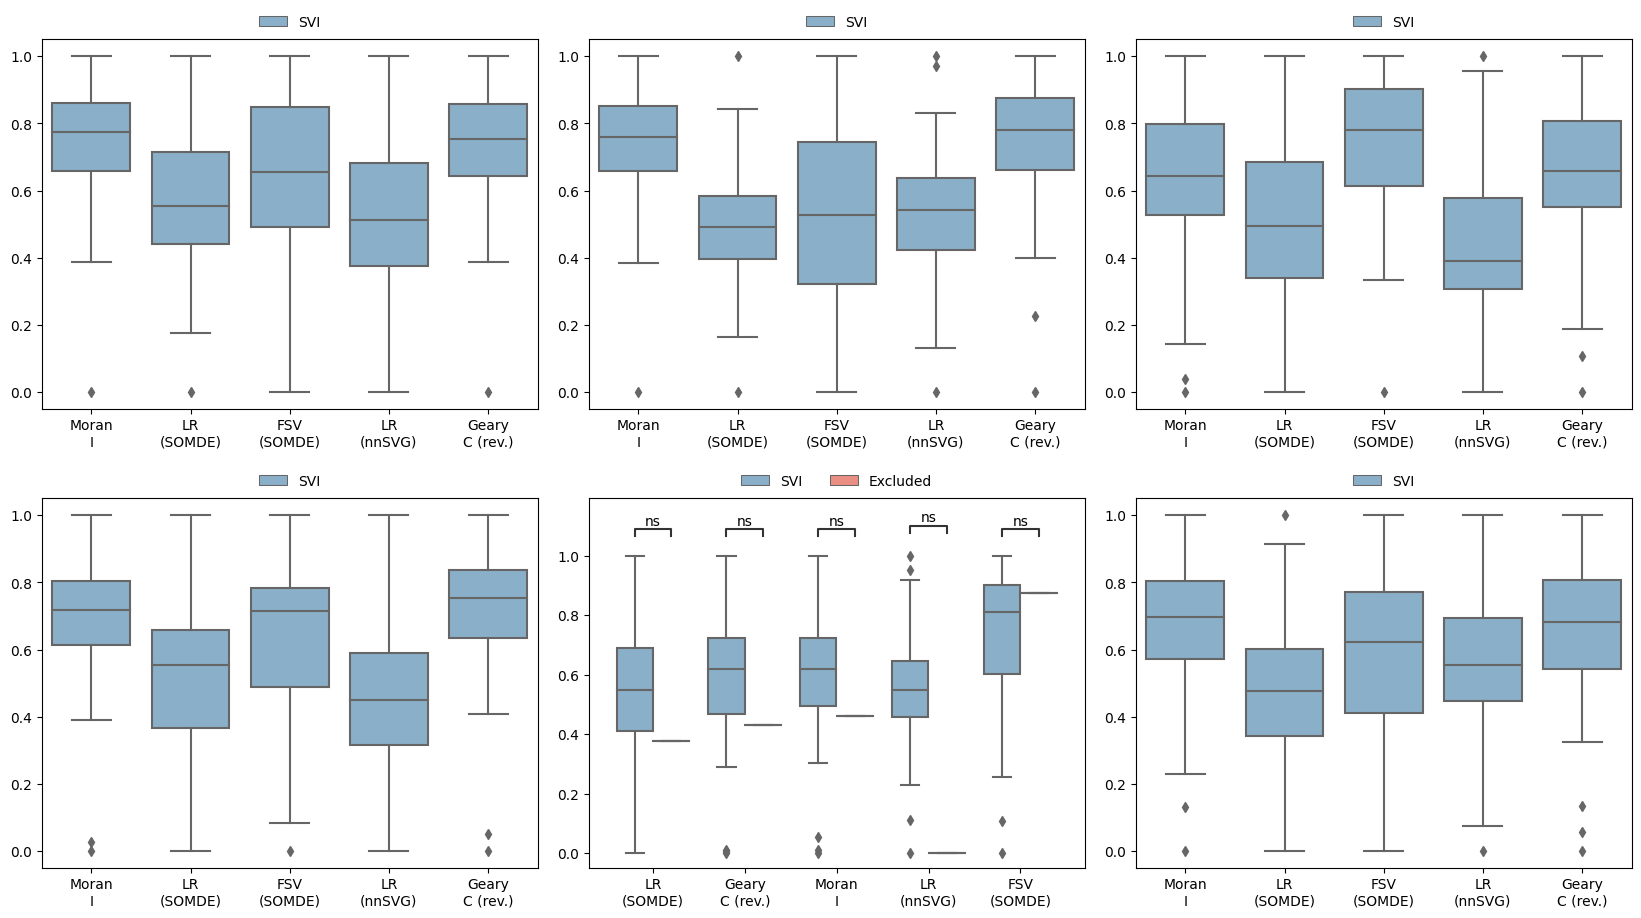 SVI
1.0
0.8
0.6
0.4
0.2
0.0
Moran
I
LR
(SOMDE)
FSV
(SOMDE)
LR
(nnSVG)
Geary
C (rev.)
SVI
1.0
0.8
0.6
0.4
0.2
0.0
Moran
I
LR
(SOMDE)
FSV
(SOMDE)
LR
(nnSVG)
Geary
C (rev.)
SVI
1.0
0.8
0.6
0.4
0.2
0.0
Moran
I
LR
(SOMDE)
FSV
(SOMDE)
LR
(nnSVG)
Geary
C (rev.)
SVI
1.0
0.8
0.6
0.4
0.2
0.0
Moran
I
LR
(SOMDE)
FSV
(SOMDE)
LR
(nnSVG)
Geary
C (rev.)
SVI Excluded
ns ns ns ns ns
1.0
0.8
0.6
0.4
0.2
0.0
LR
(SOMDE)
Geary
C (rev.)
Moran
I
LR
(nnSVG)
FSV
(SOMDE)
SVI
1.0
0.8
0.6
0.4
0.2
0.0
Moran
I
LR
(SOMDE)
FSV
(SOMDE)
LR
(nnSVG)
Geary
C (rev.)